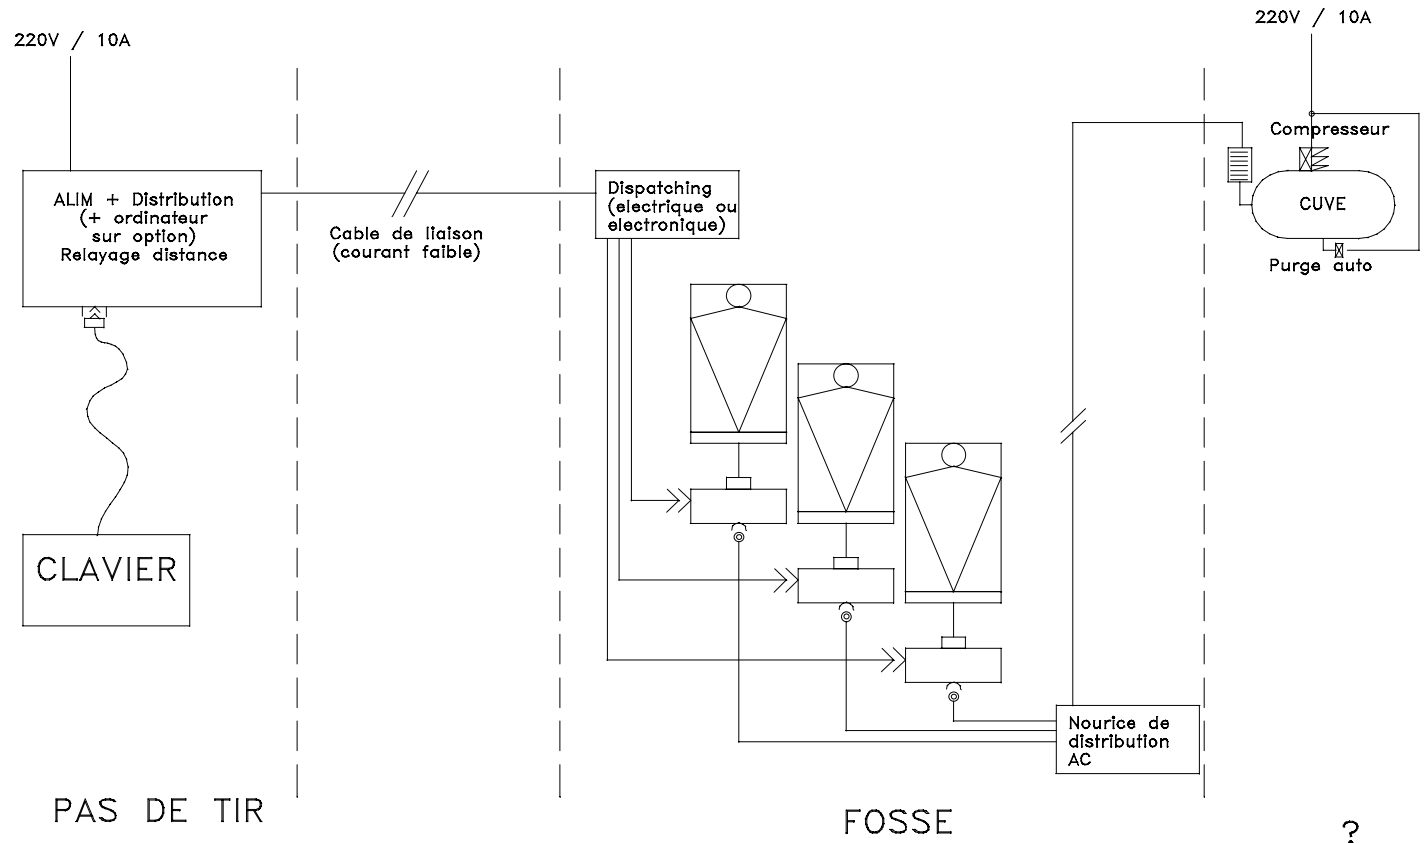 220V / 10A
220V / 10A
ALIM + Distribution
(+ ordinateur
sur option)
Relayage distance
Cable de liaison
(courant faible)
Dispatching
(electrique ou
electronique)
Compresseur
CUVE
Purge auto
CLAVIER
Nourice de
distribution
AC
PAS DE TIR
FOSSE
?